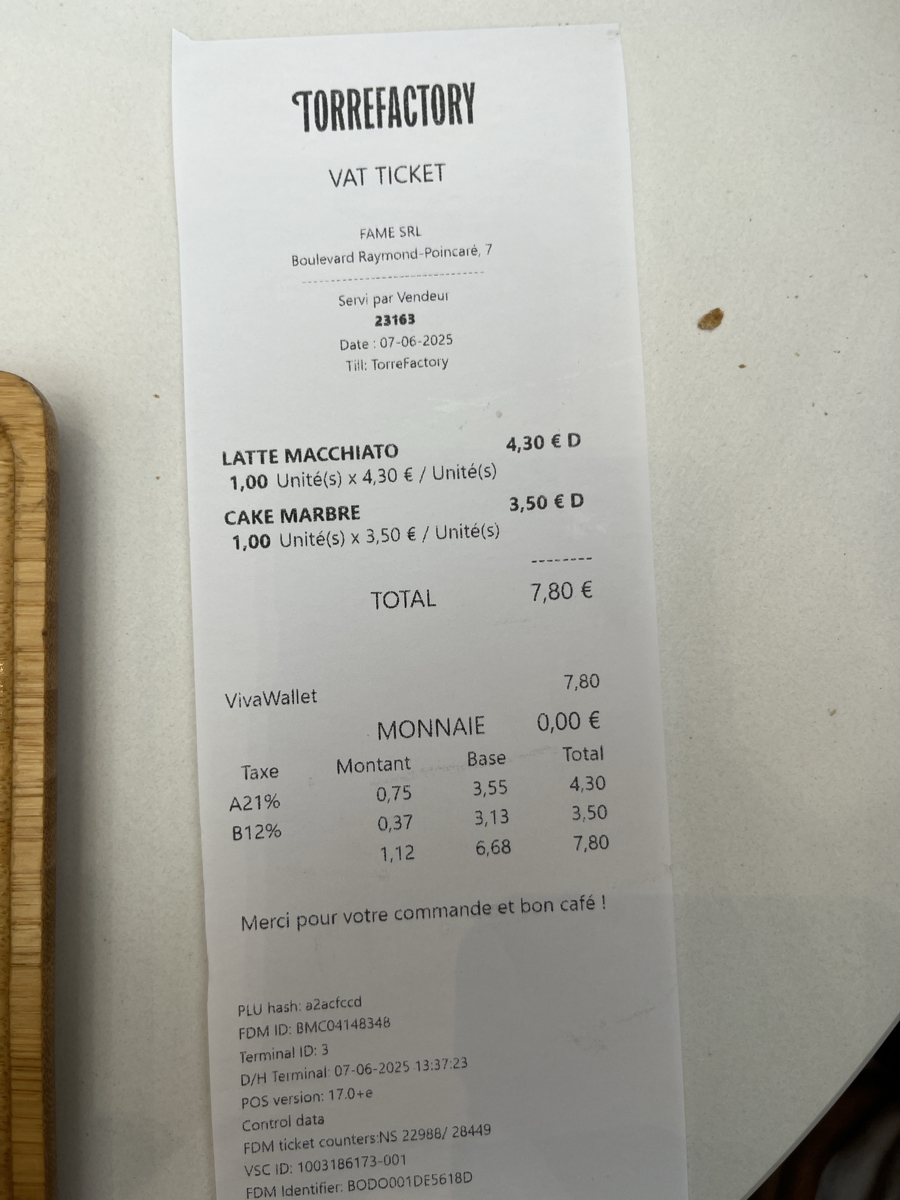 TORREFACTORY
VAT TICKET
FAME SRL
Boulevard Raymond-Poincaré, 7
--------------------------------
Servi par Vendeur
23163
Date : 07-06-2025
Till: TorreFactory
LATTE MACCHIATO 4,30 € D
1,00 Unité(s) x 4,30 € / Unité(s)
CAKE MARBRE 3,50 € D
1,00 Unité(s) x 3,50 € / Unité(s)
--------
TOTAL 7,80 €
VivaWallet 7,80
MONNAIE 0,00 €
Taxe Montant Base Total
A21% 0,75 3,55 4,30
B12% 0,37 3,13 3,50
1,12 6,68 7,80
Merci pour votre commande et bon café !
PLU hash: a2acfccd
FDM ID: BMC04148348
Terminal ID: 3
D/H Terminal: 07-06-2025 13:37:23
POS version: 17.0+e
Control data
FDM ticket counters:NS 22988/ 28449
VSC ID: 1003186173-001
FDM Identifier: BODO001DE5618D